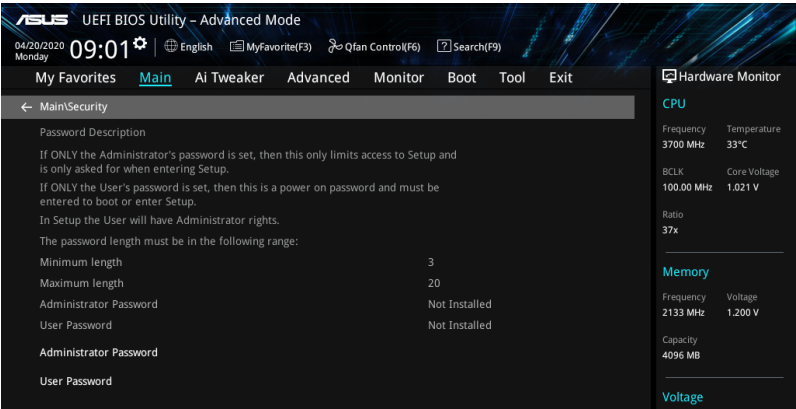 ASUS UEFI BIOS Utility – Advanced Mode
04/20/2020
Monday
09:01
English
MyFavorite(F3)
Qfan Control(F6)
? Search(F9)
My Favorites Main Ai Tweaker Advanced Monitor Boot Tool Exit
← Main\Security
Password Description
If ONLY the Administrator's password is set, then this only limits access to Setup and
is only asked for when entering Setup.
If ONLY the User's password is set, then this is a power on password and must be
entered to boot or enter Setup.
In Setup the User will have Administrator rights.
The password length must be in the following range:
Minimum length 3
Maximum length 20
Administrator Password Not Installed
User Password Not Installed
Administrator Password
User Password
Hardware Monitor
CPU
Frequency Temperature
3700 MHz 33°C
BCLK Core Voltage
100.00 MHz 1.021 V
Ratio
37x
Memory
Frequency Voltage
2133 MHz 1.200 V
Capacity
4096 MB
Voltage